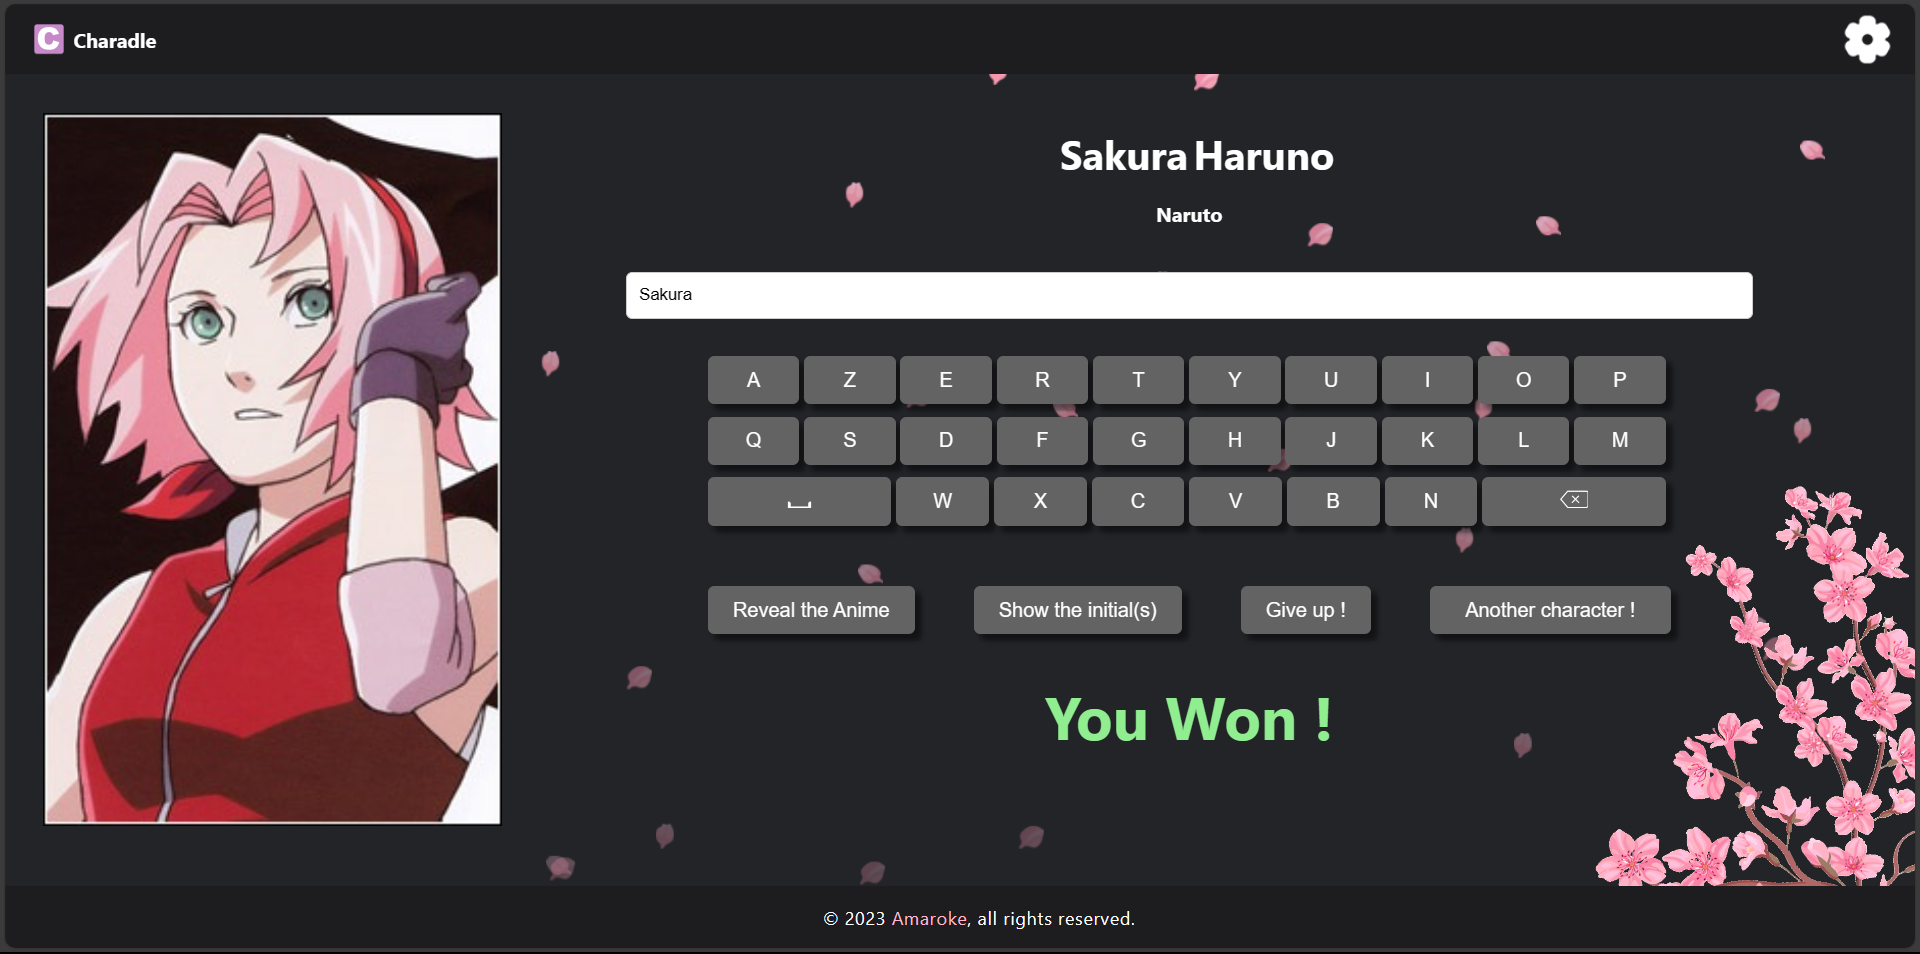 C Charadle
Sakura Haruno
Naruto
Sakura
A Z E R T Y U I O P
Q S D F G H J K L M
W X C V B N
Reveal the Anime Show the initial(s) Give up ! Another character !
You Won !
© 2023 Amaroke, all rights reserved.